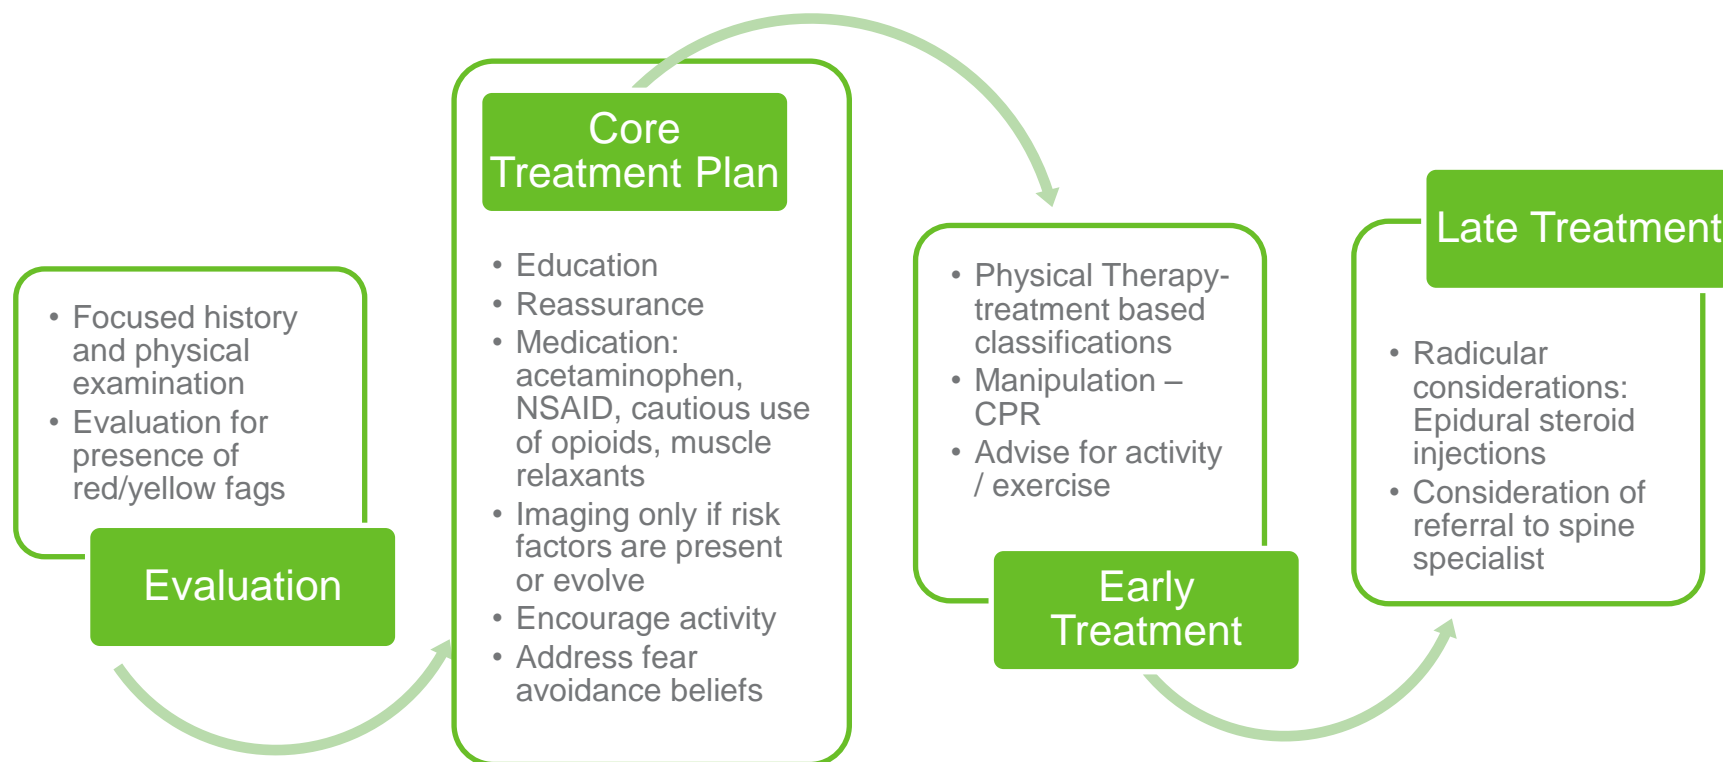 • Focused history
and physical
examination
• Evaluation for
presence of
red/yellow fags
Evaluation
Core
Treatment Plan
• Education
• Reassurance
• Medication:
acetaminophen,
NSAID, cautious use
of opioids, muscle
relaxants
• Imaging only if risk
factors are present
or evolve
• Encourage activity
• Address fear
avoidance beliefs
• Physical Therapy-
treatment based
classifications
• Manipulation –
CPR
• Advise for activity
/ exercise
Early
Treatment
Late Treatment
• Radicular
considerations:
Epidural steroid
injections
• Consideration of
referral to spine
specialist